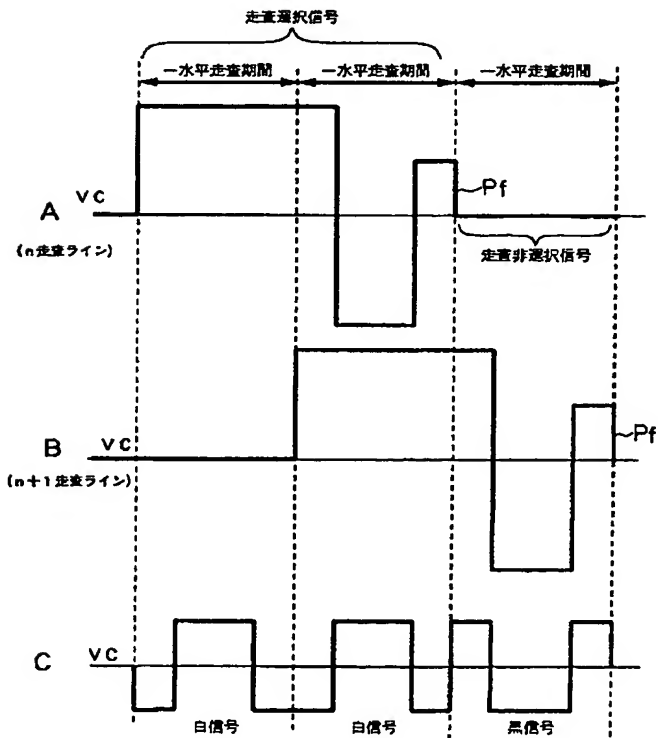 走査選択信号
一水平走査期間
一水平走査期間
一水平走査期間
VC
A
(n走査ライン)
Pf
走査非選択信号
VC
B
(n+1走査ライン)
Pf
VC
C
白信号
白信号
黒信号